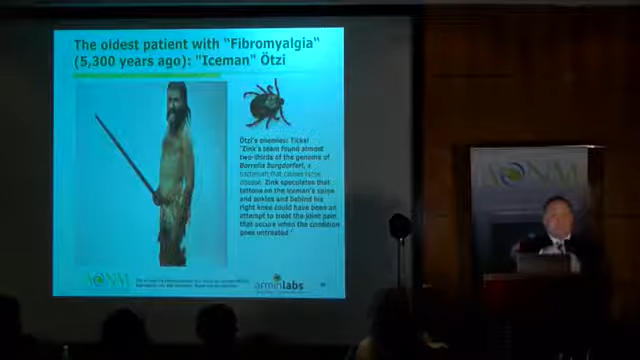 The oldest patient with "Fibromyalgia"
(5,300 years ago): "Iceman" Ötzi
Ötzi's enemies: Ticks!
"Zink's team found almost
two-thirds of the genome of
Borrelia burgdorferi, a
bacterium that causes Lyme
disease. Zink speculates that
tattoos on the Iceman's spine
and ankles and behind his
right knee could have been an
attempt to treat the joint pain
that occurs when the condition
goes untreated"
AONM
arminlabs
AONM